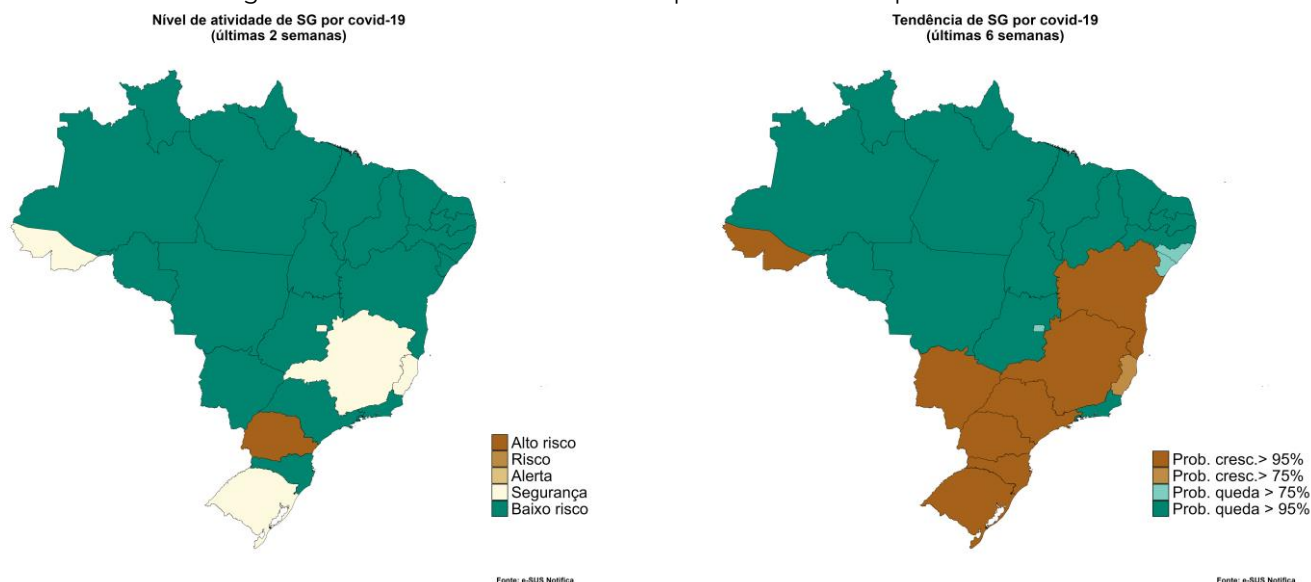 Nível de atividade de SG por covid-19
(últimas 2 semanas)
Alto risco
Risco
Alerta
Segurança
Baixo risco
Fonte: e-SUS Notifica
Tendência de SG por covid-19
(últimas 6 semanas)
Prob. cresc.> 95%
Prob. cresc.> 75%
Prob. queda > 75%
Prob. queda > 95%
Fonte: e-SUS Notifica